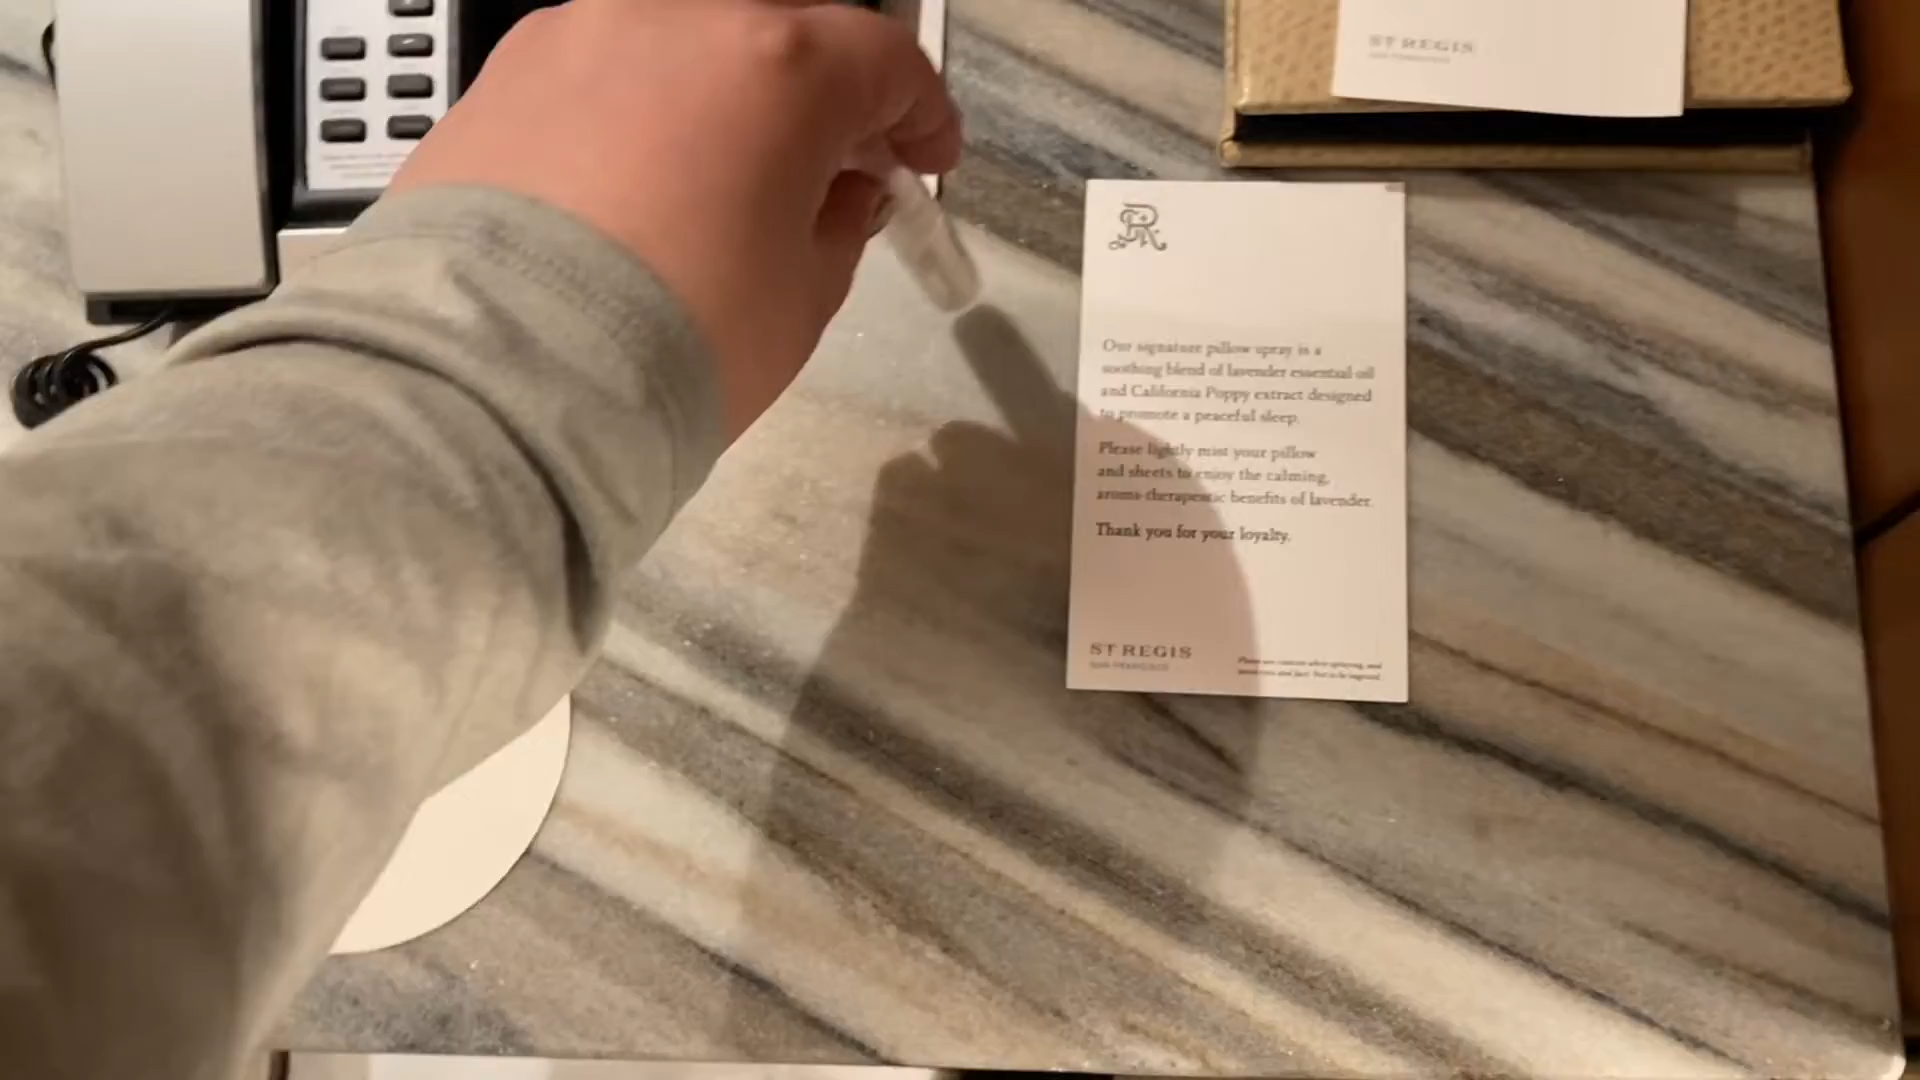 ST REGIS
Our signature pillow spray is a
soothing blend of lavender essential oil
and California Poppy extract designed
to promote a peaceful sleep.
Please lightly mist your pillow
and sheets to enjoy the calming,
aroma-therapeutic benefits of lavender.
Thank you for your loyalty.
ST REGIS
SAN FRANCISCO